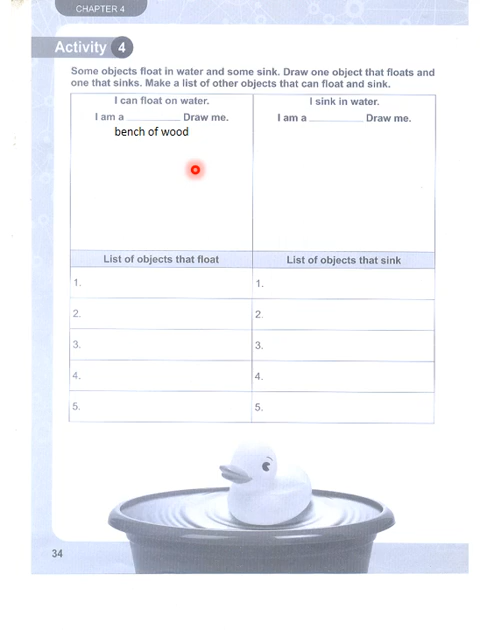 CHAPTER 4
Activity 4
Some objects float in water and some sink. Draw one object that floats and
one that sinks. Make a list of other objects that can float and sink.
I can float on water.
I am a ________ Draw me.
bench of wood
I sink in water.
I am a ________ Draw me.
List of objects that float
List of objects that sink
1.
1.
2.
2.
3.
3.
4.
4.
5.
5.
34